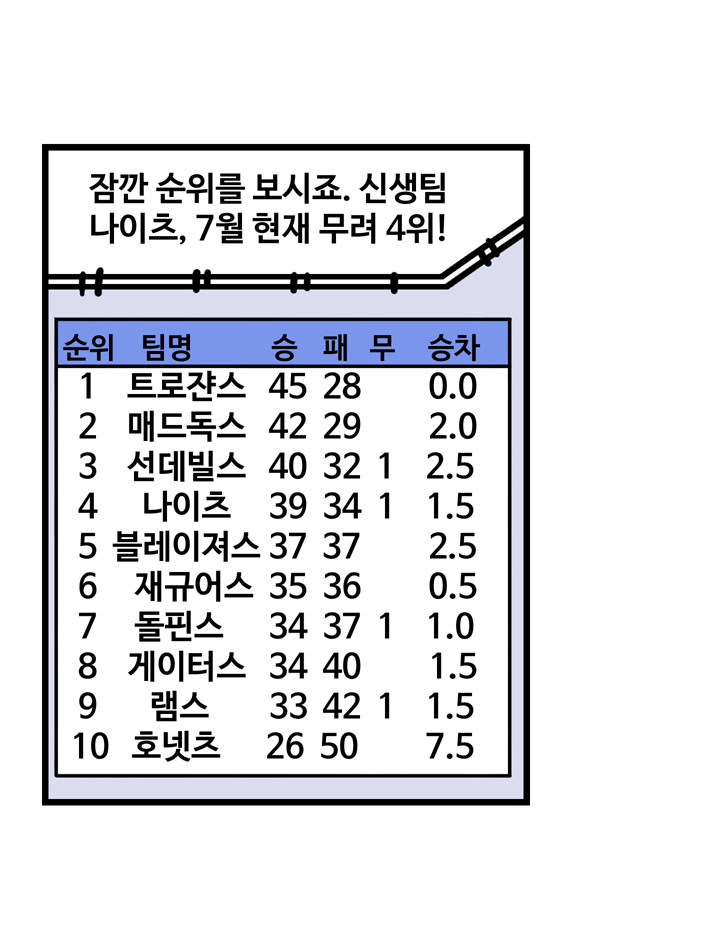 잠깐 순위를 보시죠. 신생팀
나이츠, 7월 현재 무려 4위!
순위 팀명 승 패 무 승차
1 트로쟌스 45 28 0.0
2 매드독스 42 29 2.0
3 선데빌스 40 32 1 2.5
4 나이츠 39 34 1 1.5
5 블레이져스 37 37 2.5
6 재규어스 35 36 0.5
7 돌핀스 34 37 1 1.0
8 게이터스 34 40 1.5
9 램스 33 42 1 1.5
10 호넷츠 26 50 7.5